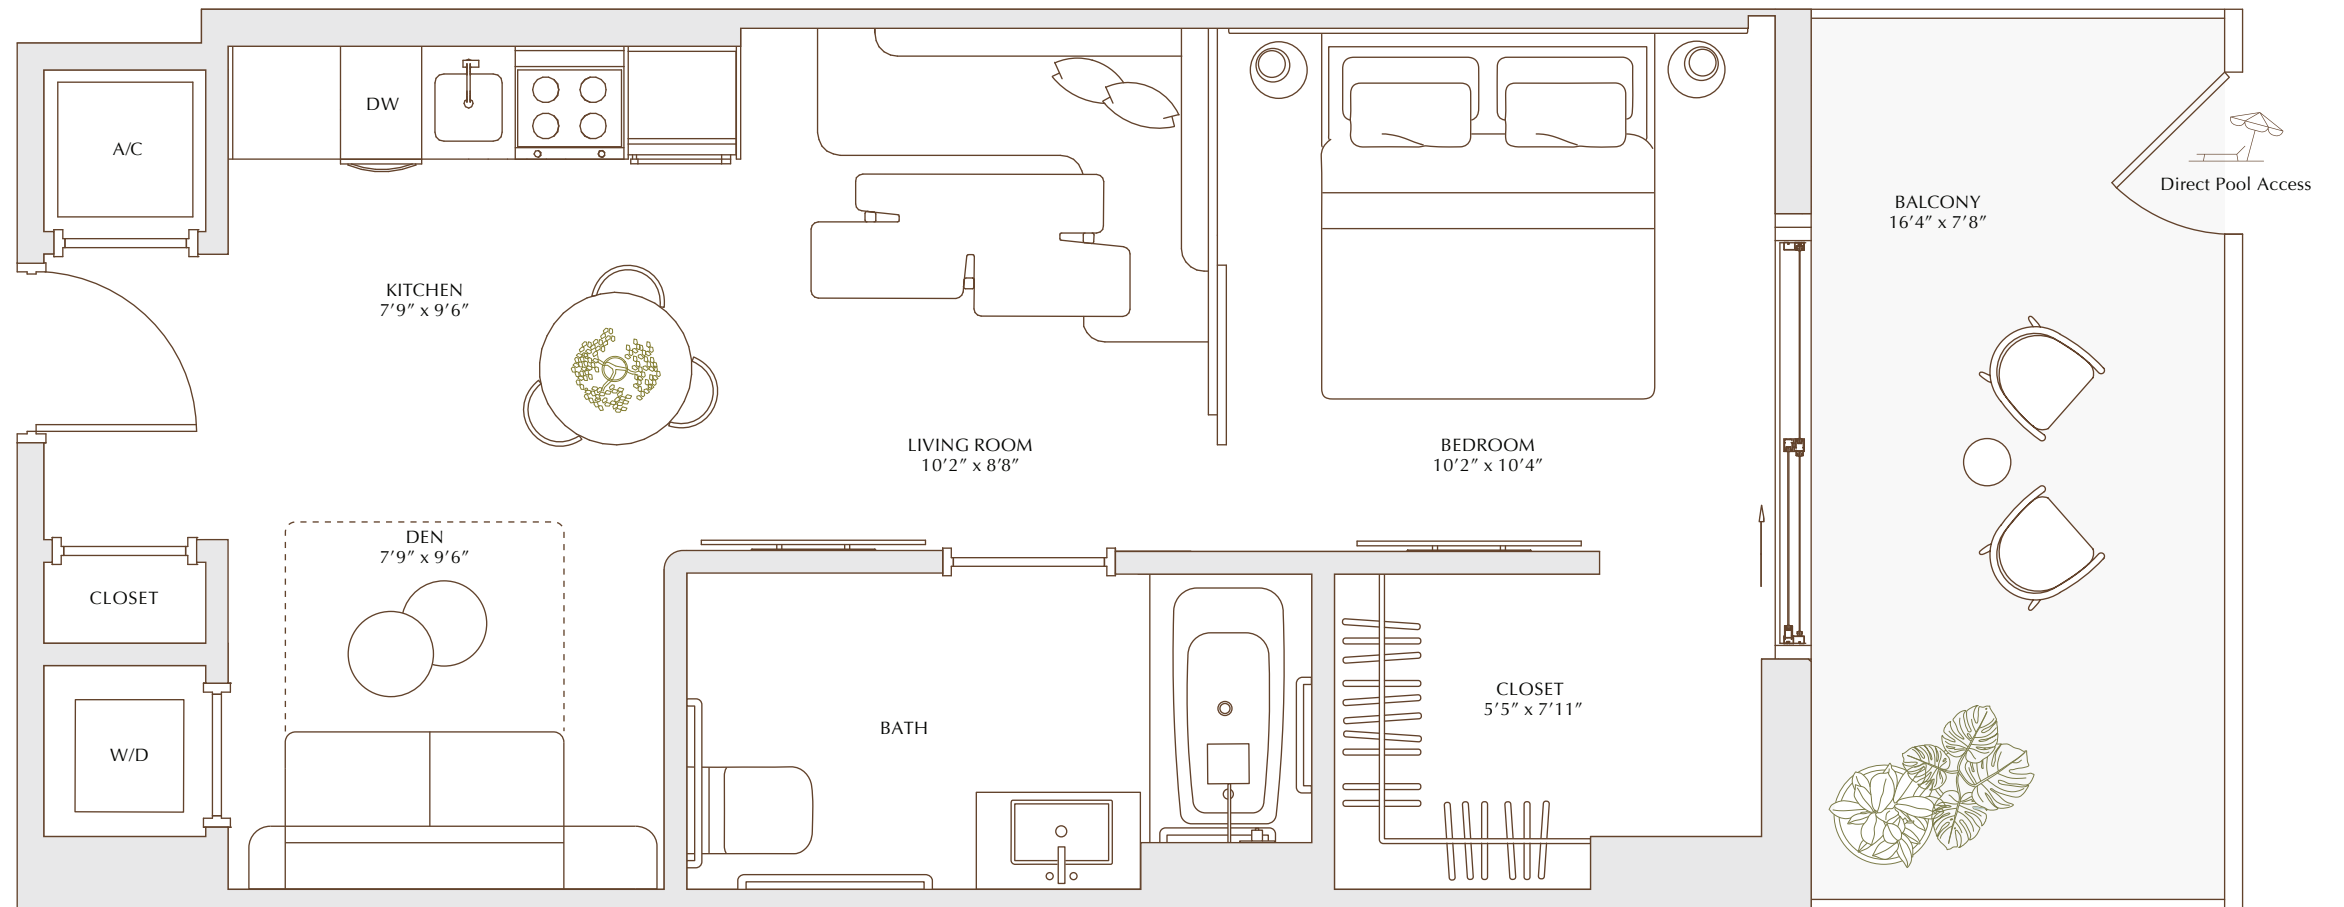 DW
A/C
Direct Pool Access
BALCONY
16'4" x 7'8"
KITCHEN
7'9" x 9'6"
LIVING ROOM
10'2" x 8'8"
BEDROOM
10'2" x 10'4"
DEN
7'9" x 9'6"
CLOSET
CLOSET
5'5" x 7'11"
BATH
W/D